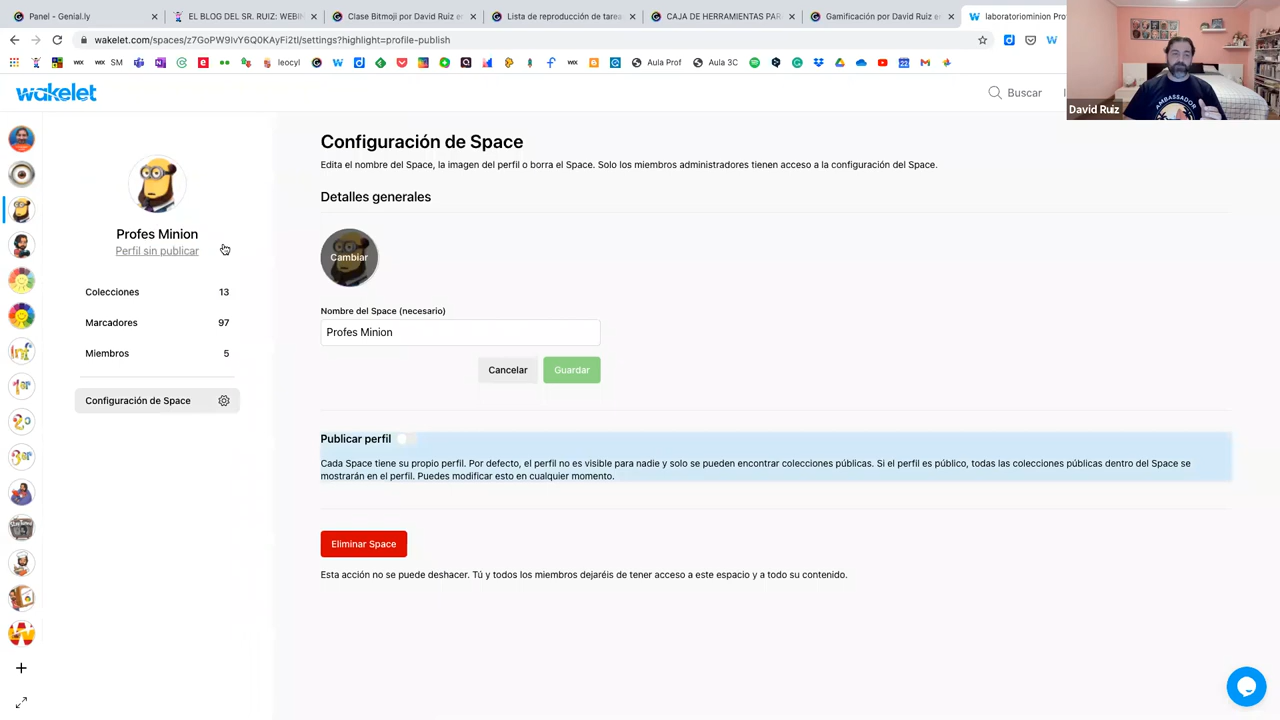 Panel - Genial.ly
EL BLOG DEL SR. RUIZ: WEBIN
Clase Bitmoji por David Ruiz en
Lista de reproducción de tarea
CAJA DE HERRAMIENTAS PAR
Gamificación por David Ruiz en
laboratoriominion Pro
wakelet.com/spaces/z7GoPW9IvY6Q0KAyFi2tl/settings?highlight=profile-publish
SM
leocyl
Aula Prof
Aula 3C
David Ruiz
wakelet
Buscar
Profes Minion
Perfil sin publicar
Colecciones 13
Marcadores 97
Miembros 5
Configuración de Space
Configuración de Space
Edita el nombre del Space, la imagen del perfil o borra el Space. Solo los miembros administradores tienen acceso a la configuración del Space.
Detalles generales
Cambiar
Nombre del Space (necesario)
Profes Minion
Cancelar
Guardar
Publicar perfil
Cada Space tiene su propio perfil. Por defecto, el perfil no es visible para nadie y solo se pueden encontrar colecciones públicas. Si el perfil es público, todas las colecciones públicas dentro del Space se
mostrarán en el perfil. Puedes modificar esto en cualquier momento.
Eliminar Space
Esta acción no se puede deshacer. Tú y todos los miembros dejaréis de tener acceso a este espacio y a todo su contenido.
AMBASSADOR